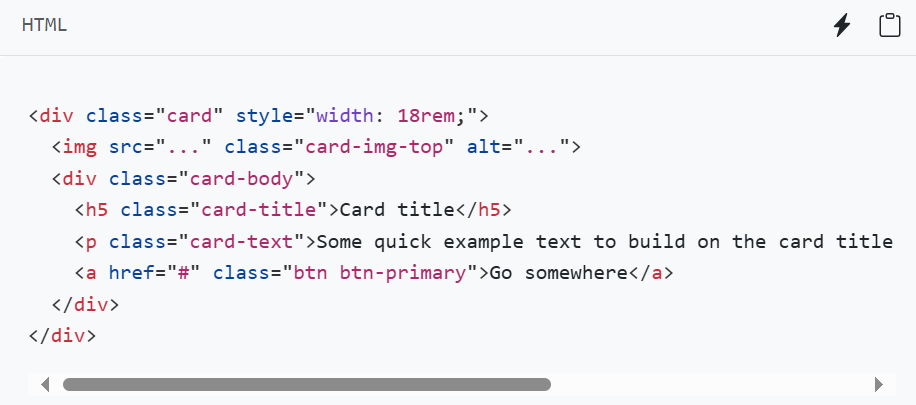 HTML
<div class="card" style="width: 18rem;">
  <img src="..." class="card-img-top" alt="...">
  <div class="card-body">
    <h5 class="card-title">Card title</h5>
    <p class="card-text">Some quick example text to build on the card title
    <a href="#" class="btn btn-primary">Go somewhere</a>
  </div>
</div>